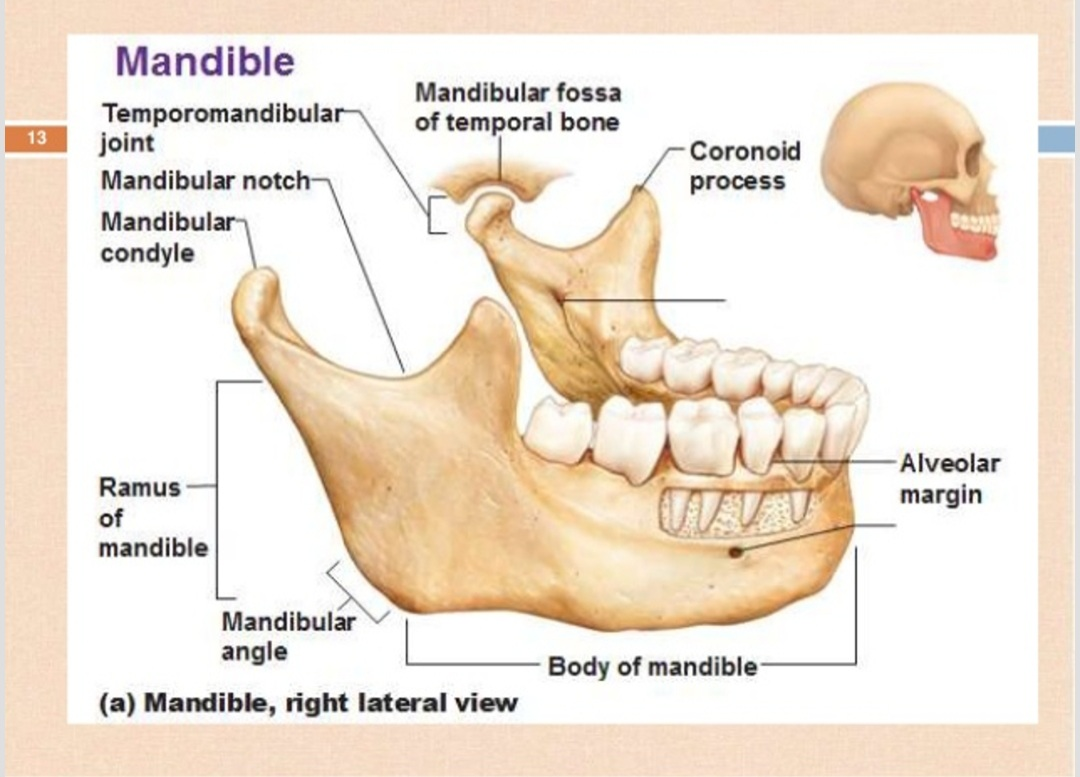 Mandible
13
Temporomandibular
joint
Mandibular fossa
of temporal bone
Coronoid
process
Mandibular notch
Mandibular
condyle
Alveolar
margin
Ramus
of
mandible
Mandibular
angle
Body of mandible
(a) Mandible, right lateral view